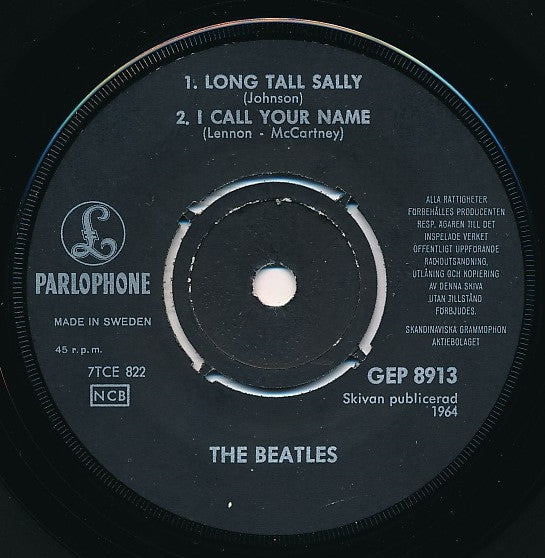 1. LONG TALL SALLY
(Johnson)
2. I CALL YOUR NAME
(Lennon - McCartney)
£
PARLOPHONE
MADE IN SWEDEN
45 r.p.m.
7TCE 822
NCB
ALLA RÄTTIGHETER
FÖRBEHÅLLES PRODUCENTEN
RESP. ÄGAREN TILL DET
INSPELADE VERKET
OFFENTLIGT UPPFÖRANDE
RADIOUTSÄNDNING,
UTLÅNING OCH KOPIERING
AV DENNA SKIVA
UTAN TILLSTÅND
FÖRBJUDES.
SKANDINAVISKA GRAMMOPHON
AKTIEBOLAGET
GEP 8913
Skivan publicerad
1964
THE BEATLES